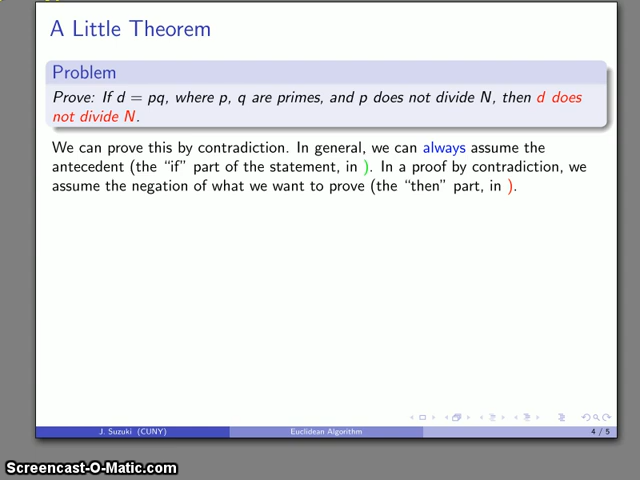 A Little Theorem
Problem
Prove: If d = pq, where p, q are primes, and p does not divide N, then d does
not divide N.
We can prove this by contradiction. In general, we can always assume the
antecedent (the “if” part of the statement, in ). In a proof by contradiction, we
assume the negation of what we want to prove (the “then” part, in ).
J. Suzuki (CUNY) Euclidean Algorithm 4 / 5
Screencast-O-Matic.com